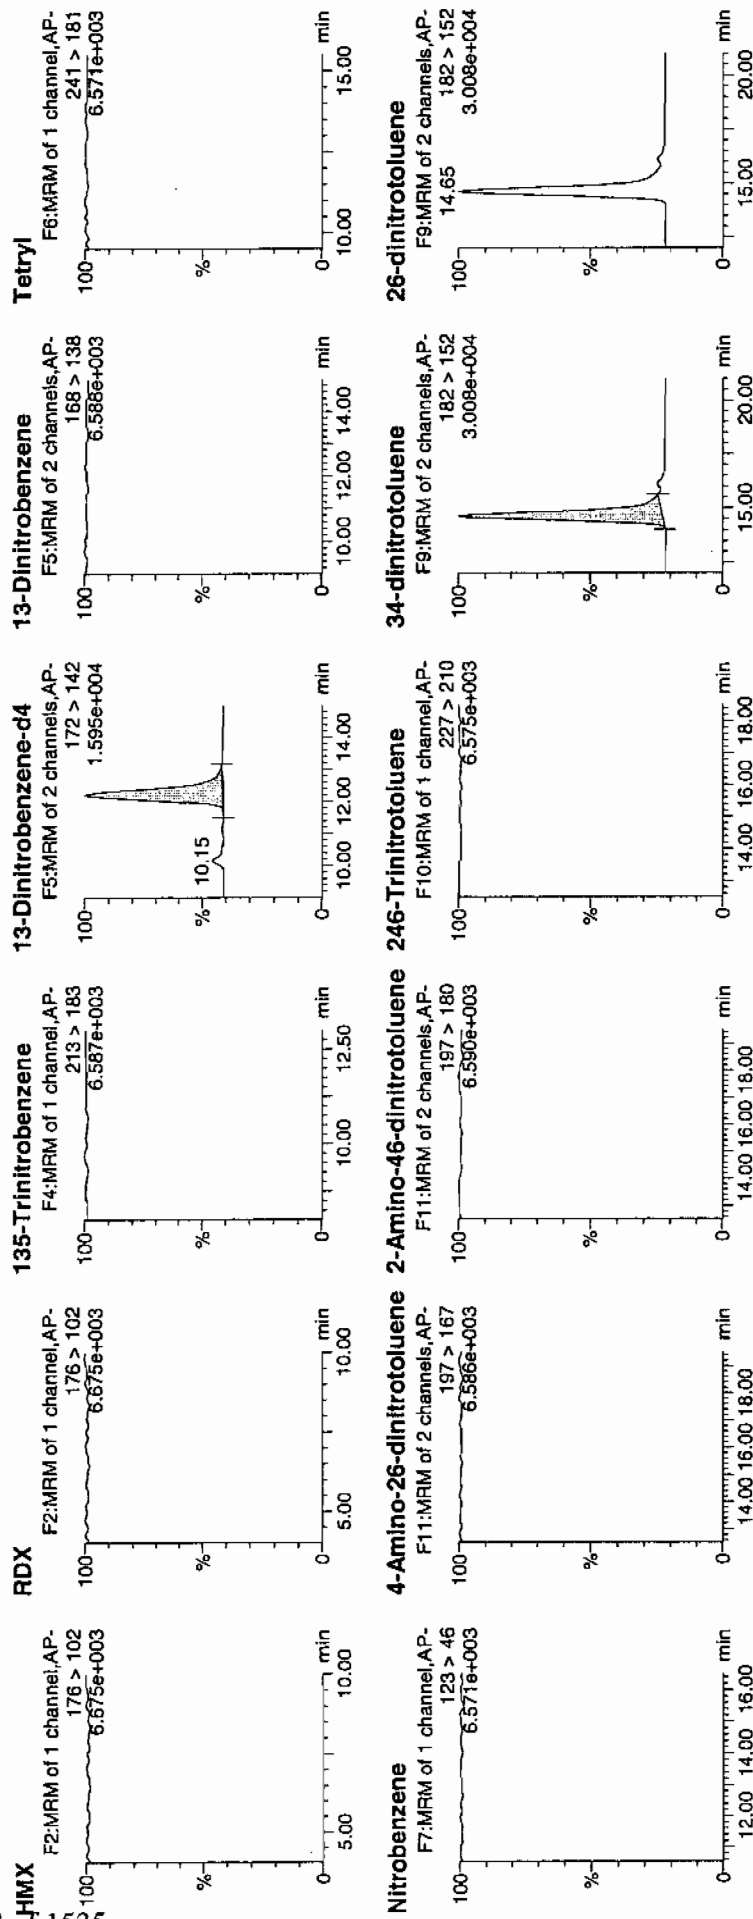 HMX
F2:MRM of 1 channel,AP-
176 > 102
6.675e+003
100
%
0
5.00
10.00
min
RDX
F2:MRM of 1 channel,AP-
176 > 102
6.675e+003
100
%
0
5.00
10.00
min
135-Trinitrobenzene
F4:MRM of 1 channel,AP-
213 > 183
6.587e+003
100
%
0
10.00
12.50
min
13-Dinitrobenzene-d4
F5:MRM of 2 channels,AP-
172 > 142
1.595e+004
100
10.15
%
0
10.00
12.00
14.00
min
13-Dinitrobenzene
F5:MRM of 2 channels,AP-
168 > 138
6.588e+003
100
%
0
10.00
12.00
14.00
min
Tetryl
F6:MRM of 1 channel,AP-
241 > 181
6.571e+003
100
%
0
10.00
15.00
min
Nitrobenzene
F7:MRM of 1 channel,AP-
123 > 46
6.571e+003
100
%
0
12.00
14.00
16.00
min
4-Amino-26-dinitrotoluene
F11:MRM of 2 channels,AP-
197 > 167
6.586e+003
100
%
0
14.00
16.00
18.00
min
2-Amino-46-dinitrotoluene
F11:MRM of 2 channels,AP-
197 > 180
6.590e+003
100
%
0
14.00
16.00
18.00
min
246-Trinitrotoluene
F10:MRM of 1 channel,AP-
227 > 210
6.575e+003
100
%
0
14.00
16.00
18.00
min
34-dinitrotoluene
F9:MRM of 2 channels,AP-
182 > 152
3.008e+004
100
%
0
15.00
20.00
min
26-dinitrotoluene
F9:MRM of 2 channels,AP-
182 > 152
3.008e+004
14.65
100
%
0
15.00
20.00
min